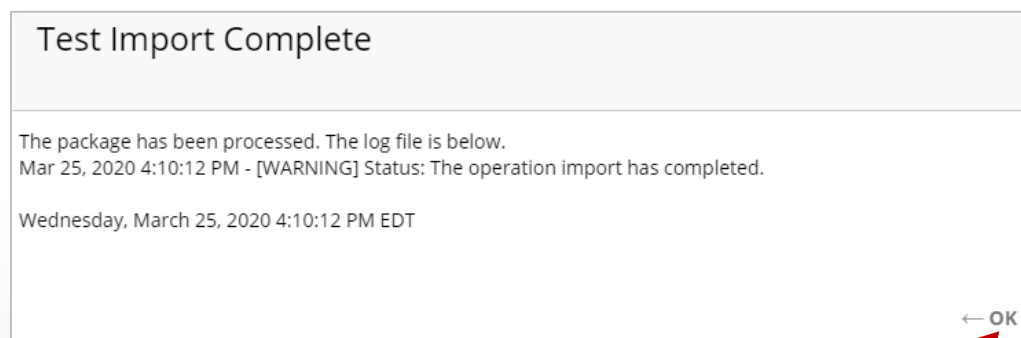 Test Import Complete
The package has been processed. The log file is below.
Mar 25, 2020 4:10:12 PM - [WARNING] Status: The operation import has completed.
Wednesday, March 25, 2020 4:10:12 PM EDT
← OK